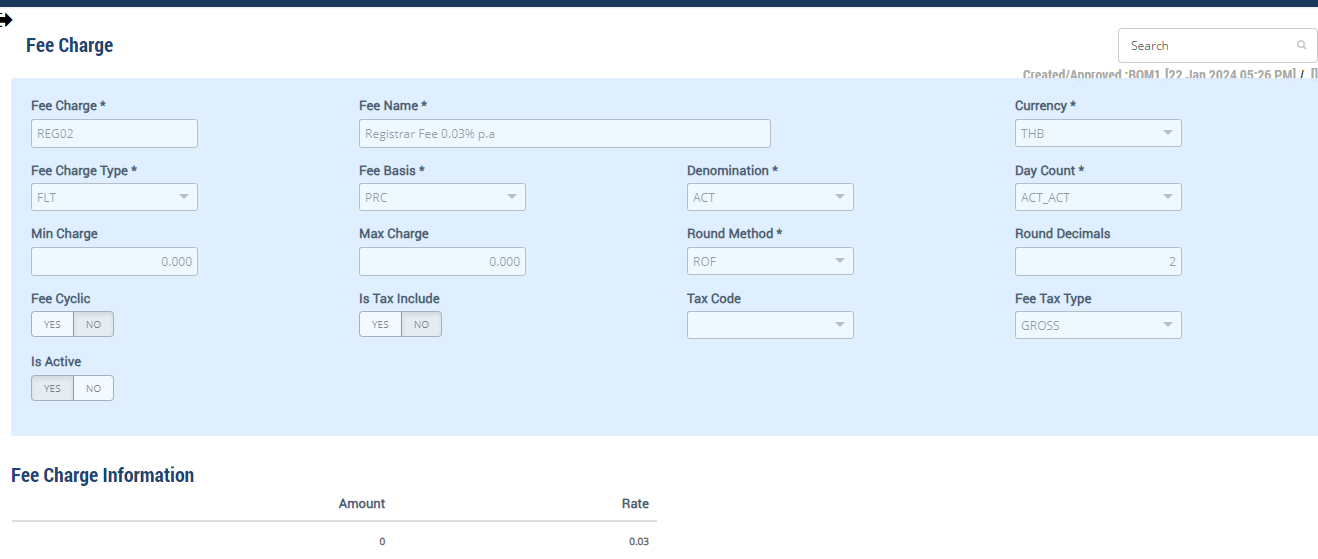 Fee Charge
Search
Created/Approved :BOM1 [22 Jan 2024 05:26 PM] /
Fee Charge *
Fee Name *
Currency *
REG02
Registrar Fee 0.03% p.a
THB
Fee Charge Type *
Fee Basis *
Denomination *
Day Count *
FLT
PRC
ACT
ACT_ACT
Min Charge
Max Charge
Round Method *
Round Decimals
0.000
0.000
ROF
2
Fee Cyclic
Is Tax Include
Tax Code
Fee Tax Type
YES NO
YES NO
GROSS
Is Active
YES NO
Fee Charge Information
Amount Rate
0 0.03